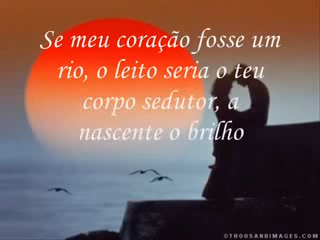 Se meu coração fosse um
rio, o leito seria o teu
corpo sedutor, a
nascente o brilho
©THOUSANDIMAGES.COM